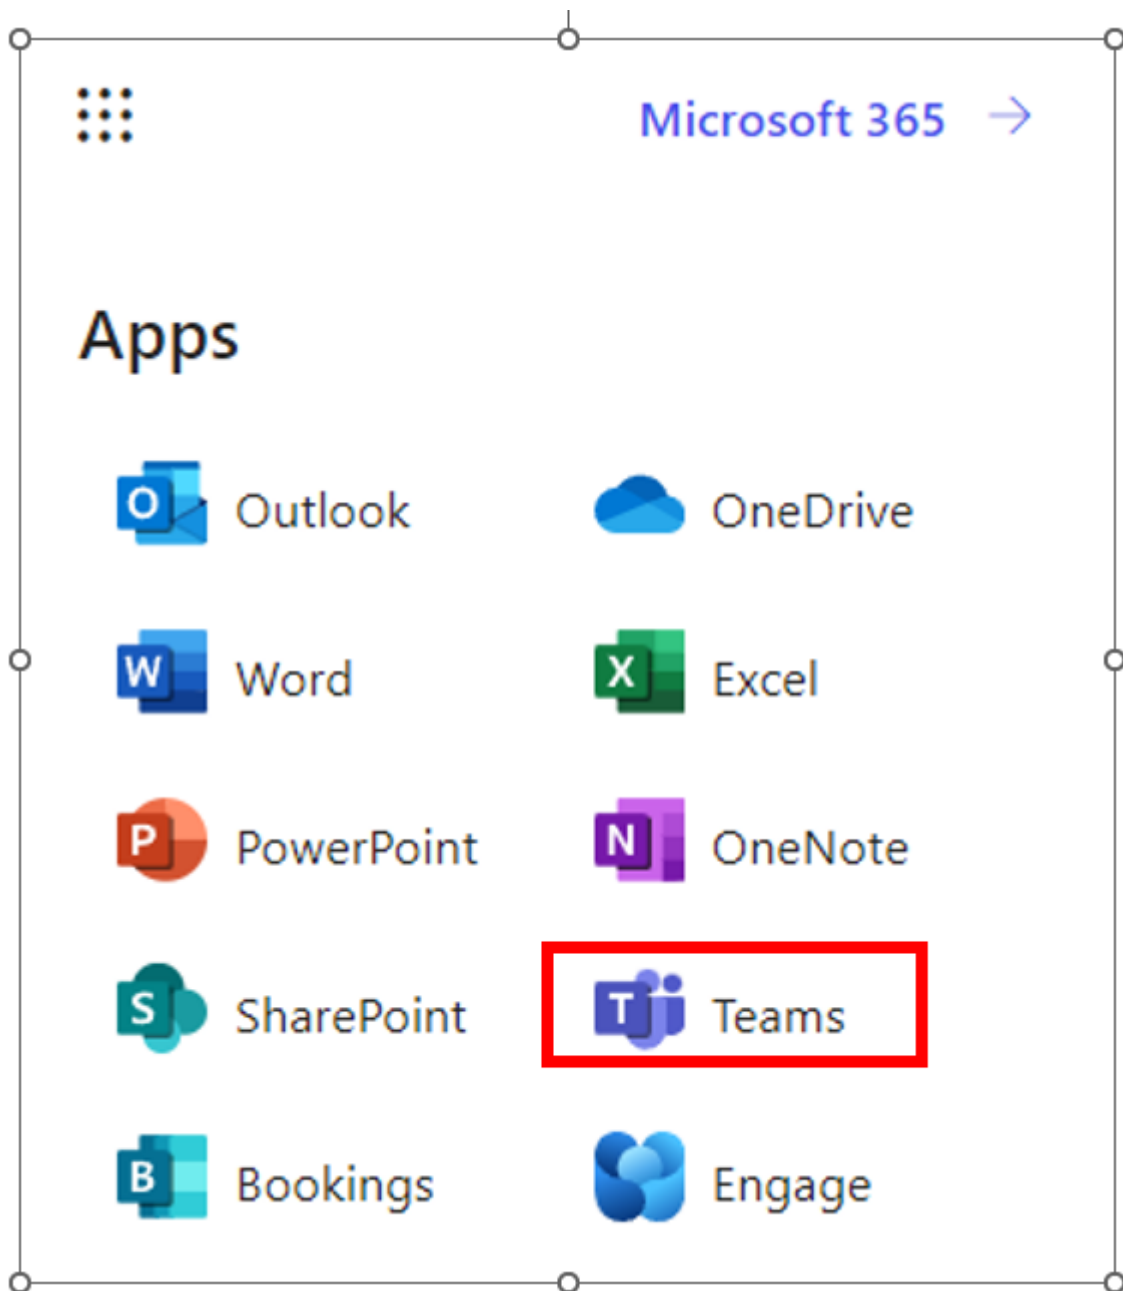 Microsoft 365
Apps
Outlook OneDrive
Word Excel
PowerPoint OneNote
SharePoint Teams
Bookings Engage